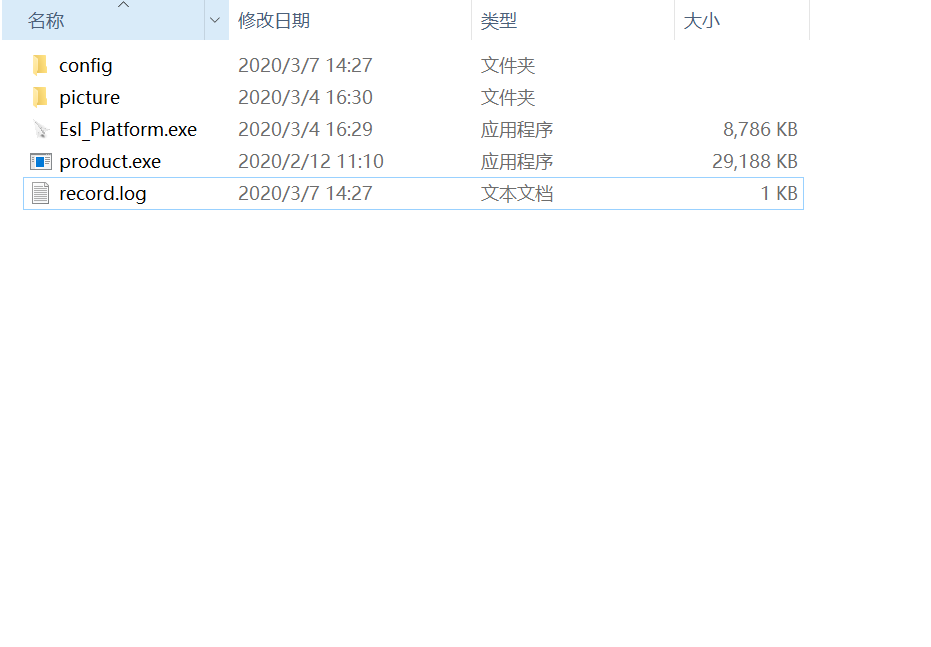 名称 修改日期 类型 大小
config 2020/3/7 14:27 文件夹
picture 2020/3/4 16:30 文件夹
Esl_Platform.exe 2020/3/4 16:29 应用程序 8,786 KB
product.exe 2020/2/12 11:10 应用程序 29,188 KB
record.log 2020/3/7 14:27 文本文档 1 KB